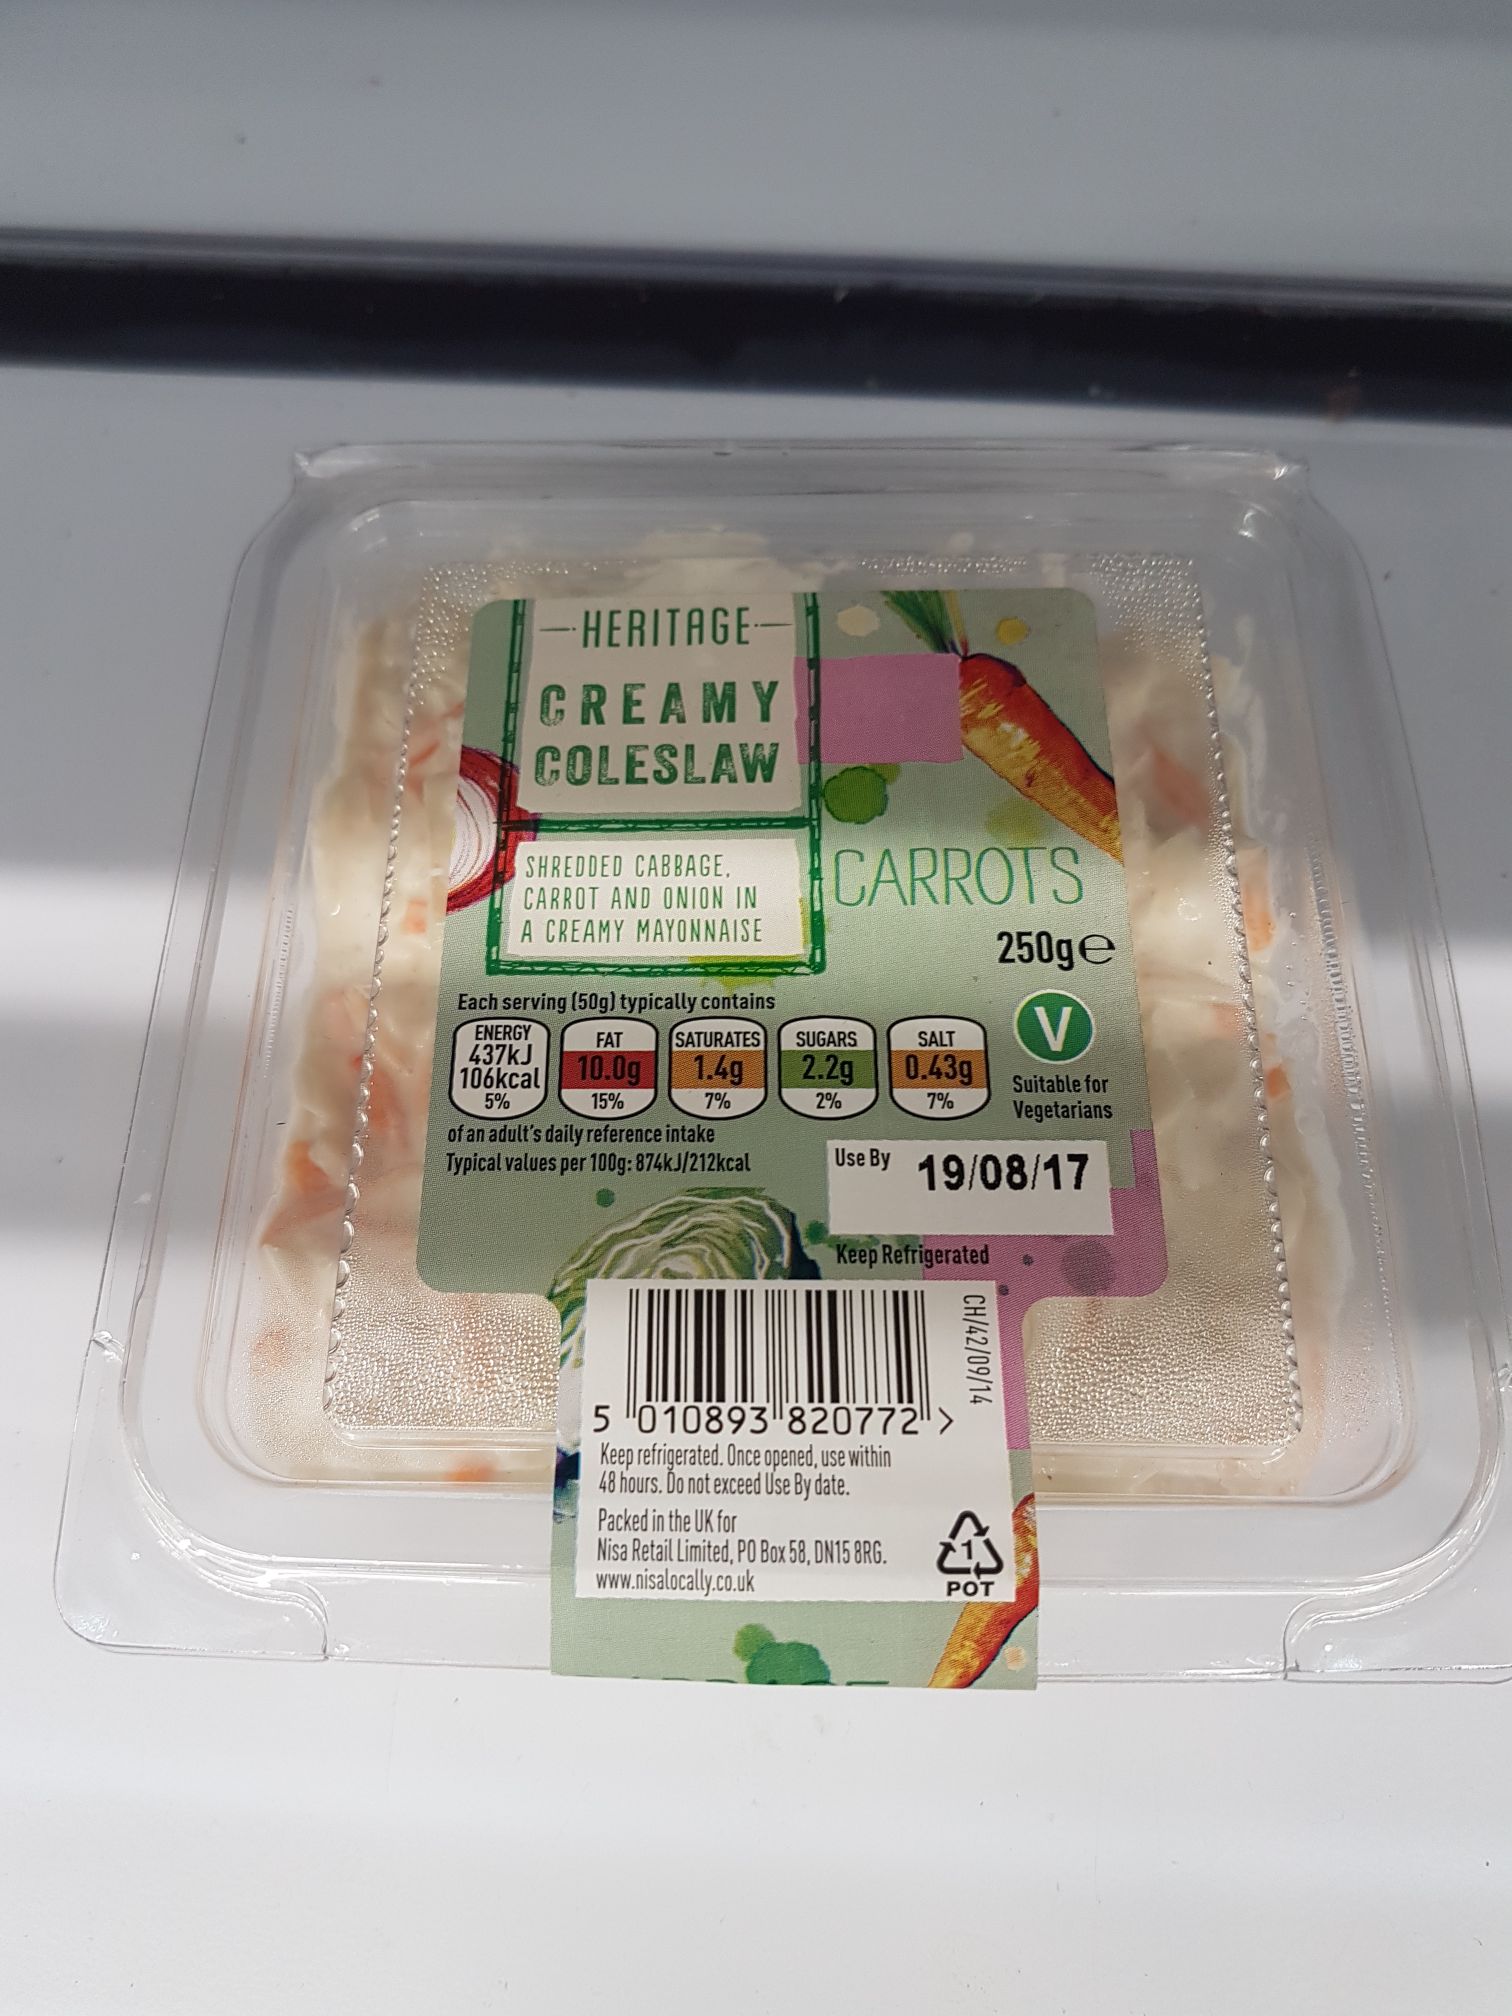 HERITAGE
CREAMY
COLESLAW
SHREDDED CABBAGE,
CARROT AND ONION IN
A CREAMY MAYONNAISE
CARROTS
250g e
Each serving (50g) typically contains
ENERGY
437kJ
106kcal
5%
FAT
10.0g
15%
SATURATES
1.4g
7%
SUGARS
2.2g
2%
SALT
0.43g
7%
V
Suitable for
Vegetarians
of an adult's daily reference intake
Typical values per 100g: 874kJ/212kcal
Use By 19/08/17
Keep Refrigerated
CH/42/09/14
5 010893 820772 >
Keep refrigerated. Once opened, use within
48 hours. Do not exceed Use By date.
Packed in the UK for
Nisa Retail Limited, PO Box 58, DN15 8RG.
www.nisalocally.co.uk
1
POT